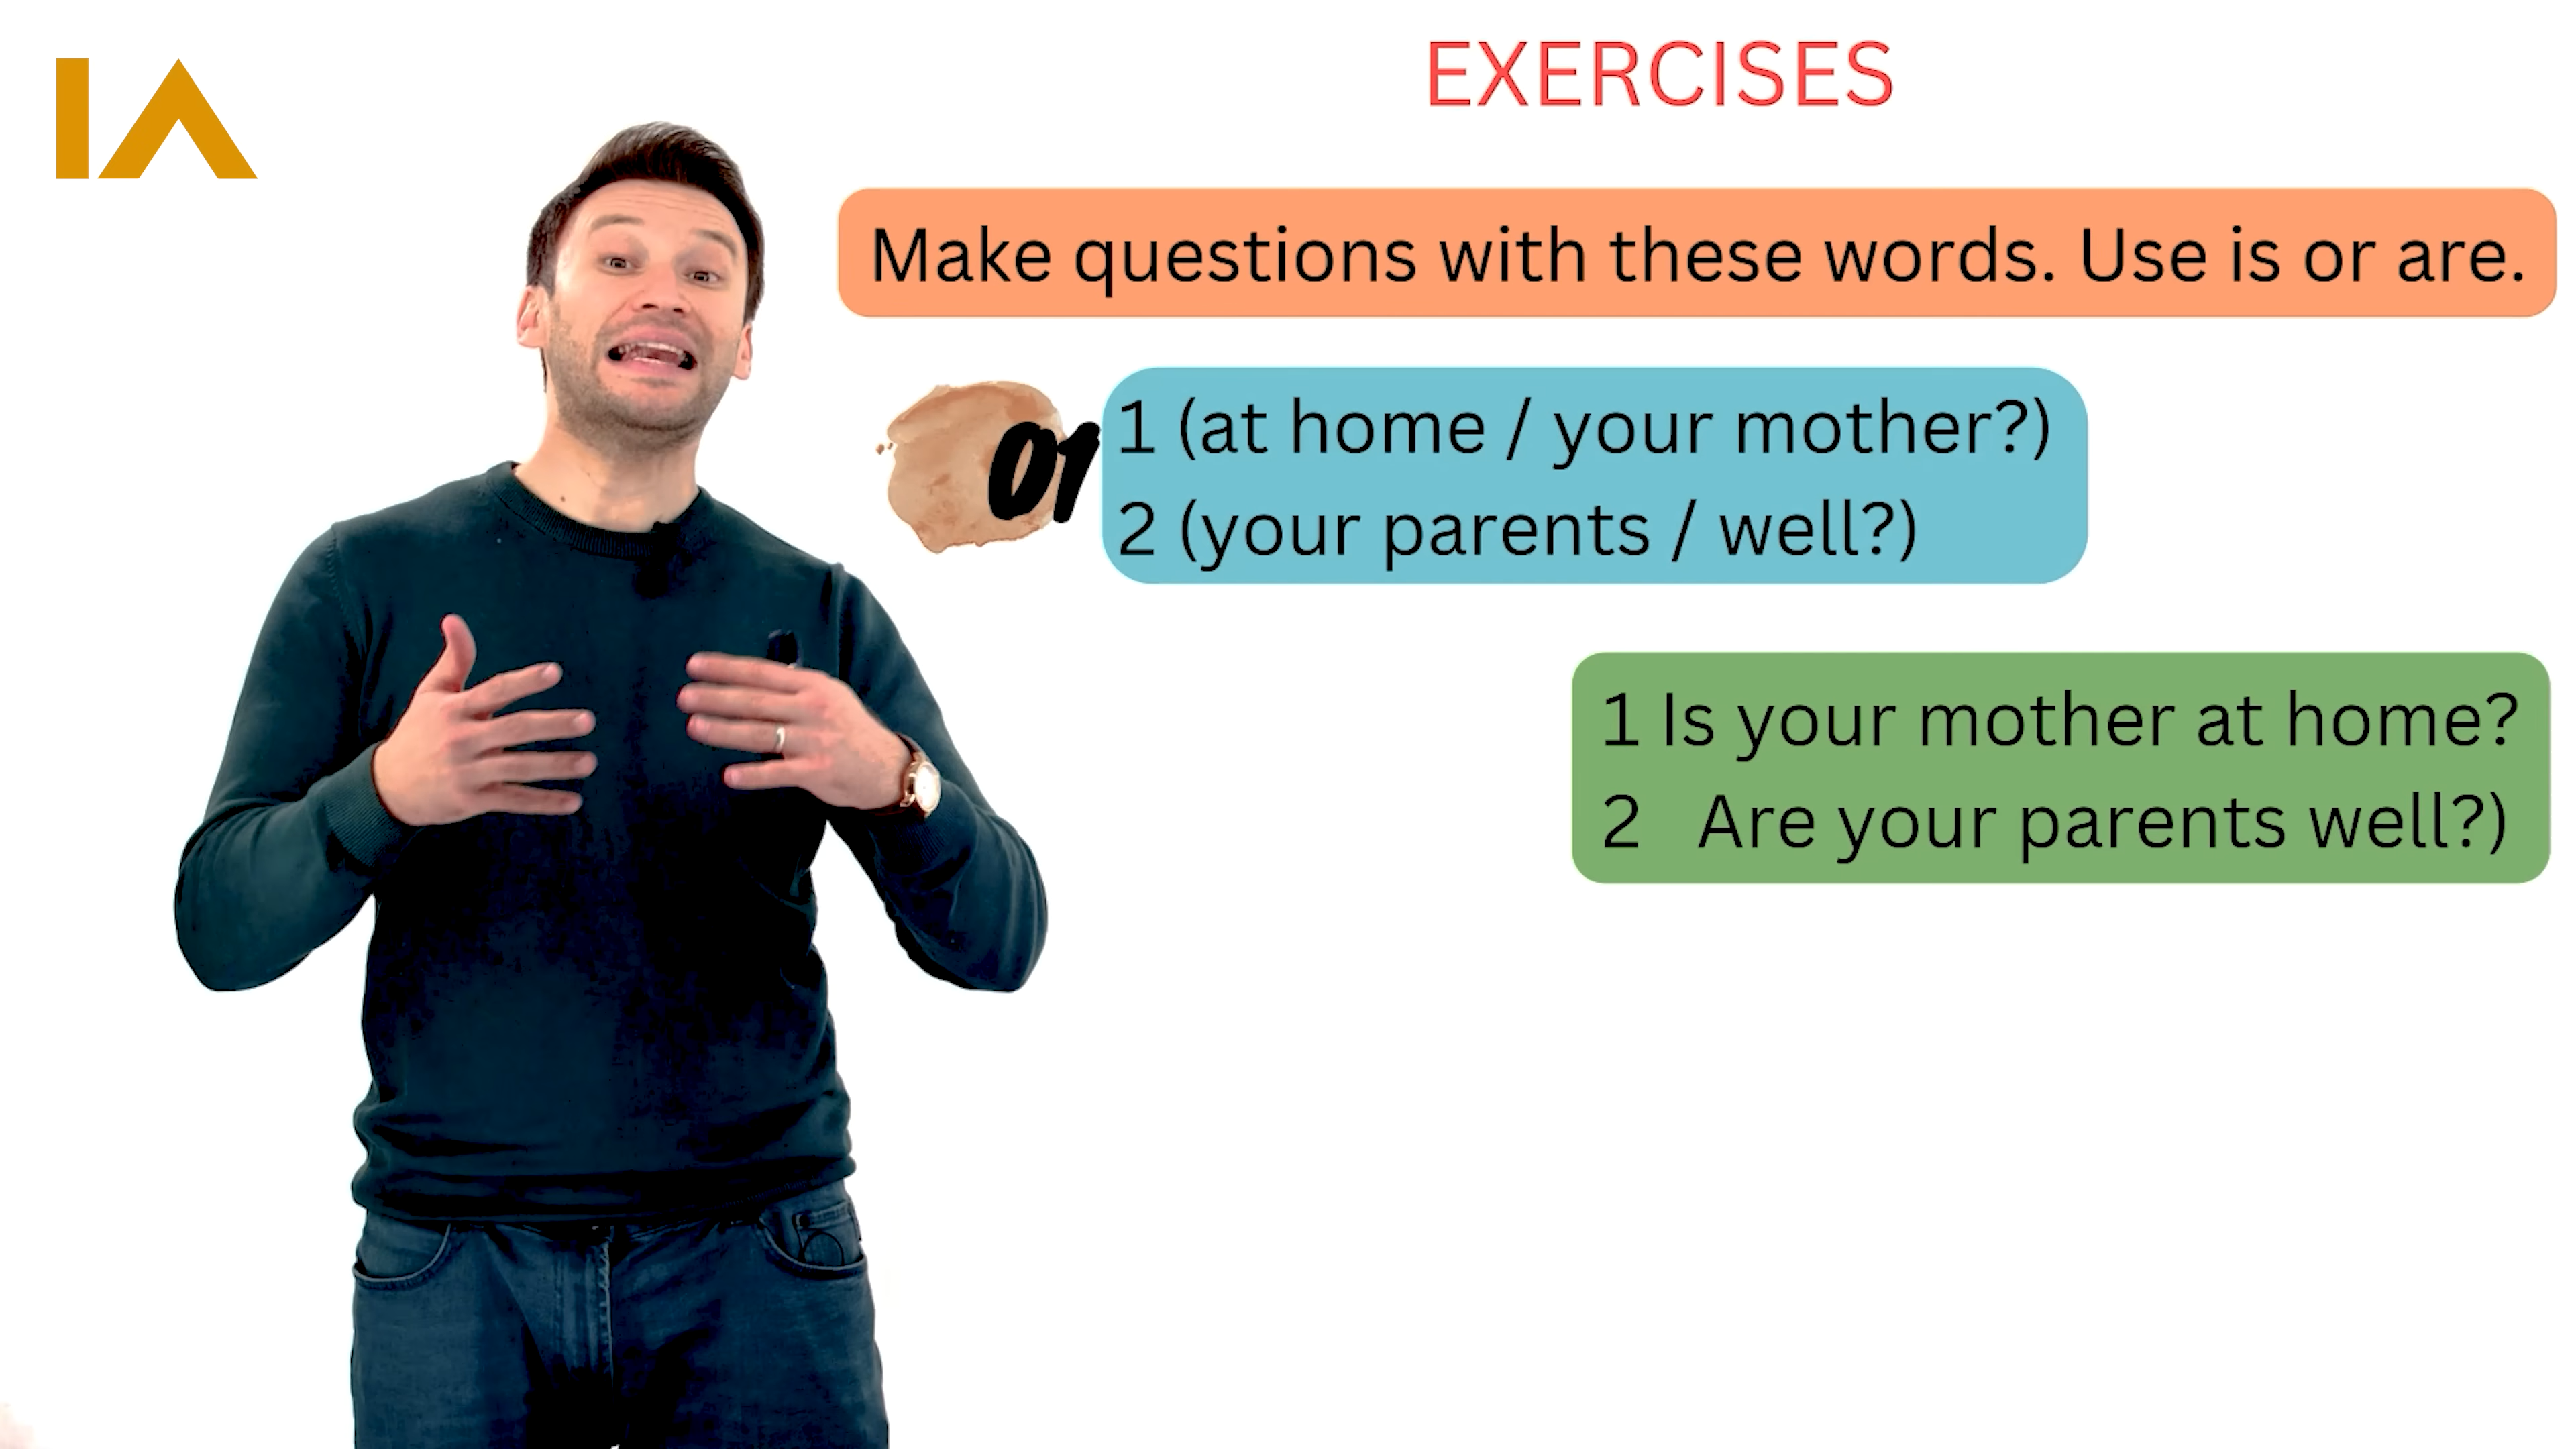 IA
EXERCISES
Make questions with these words. Use is or are.
01
1 (at home / your mother?)
2 (your parents / well?)
1 Is your mother at home?
2 Are your parents well?)